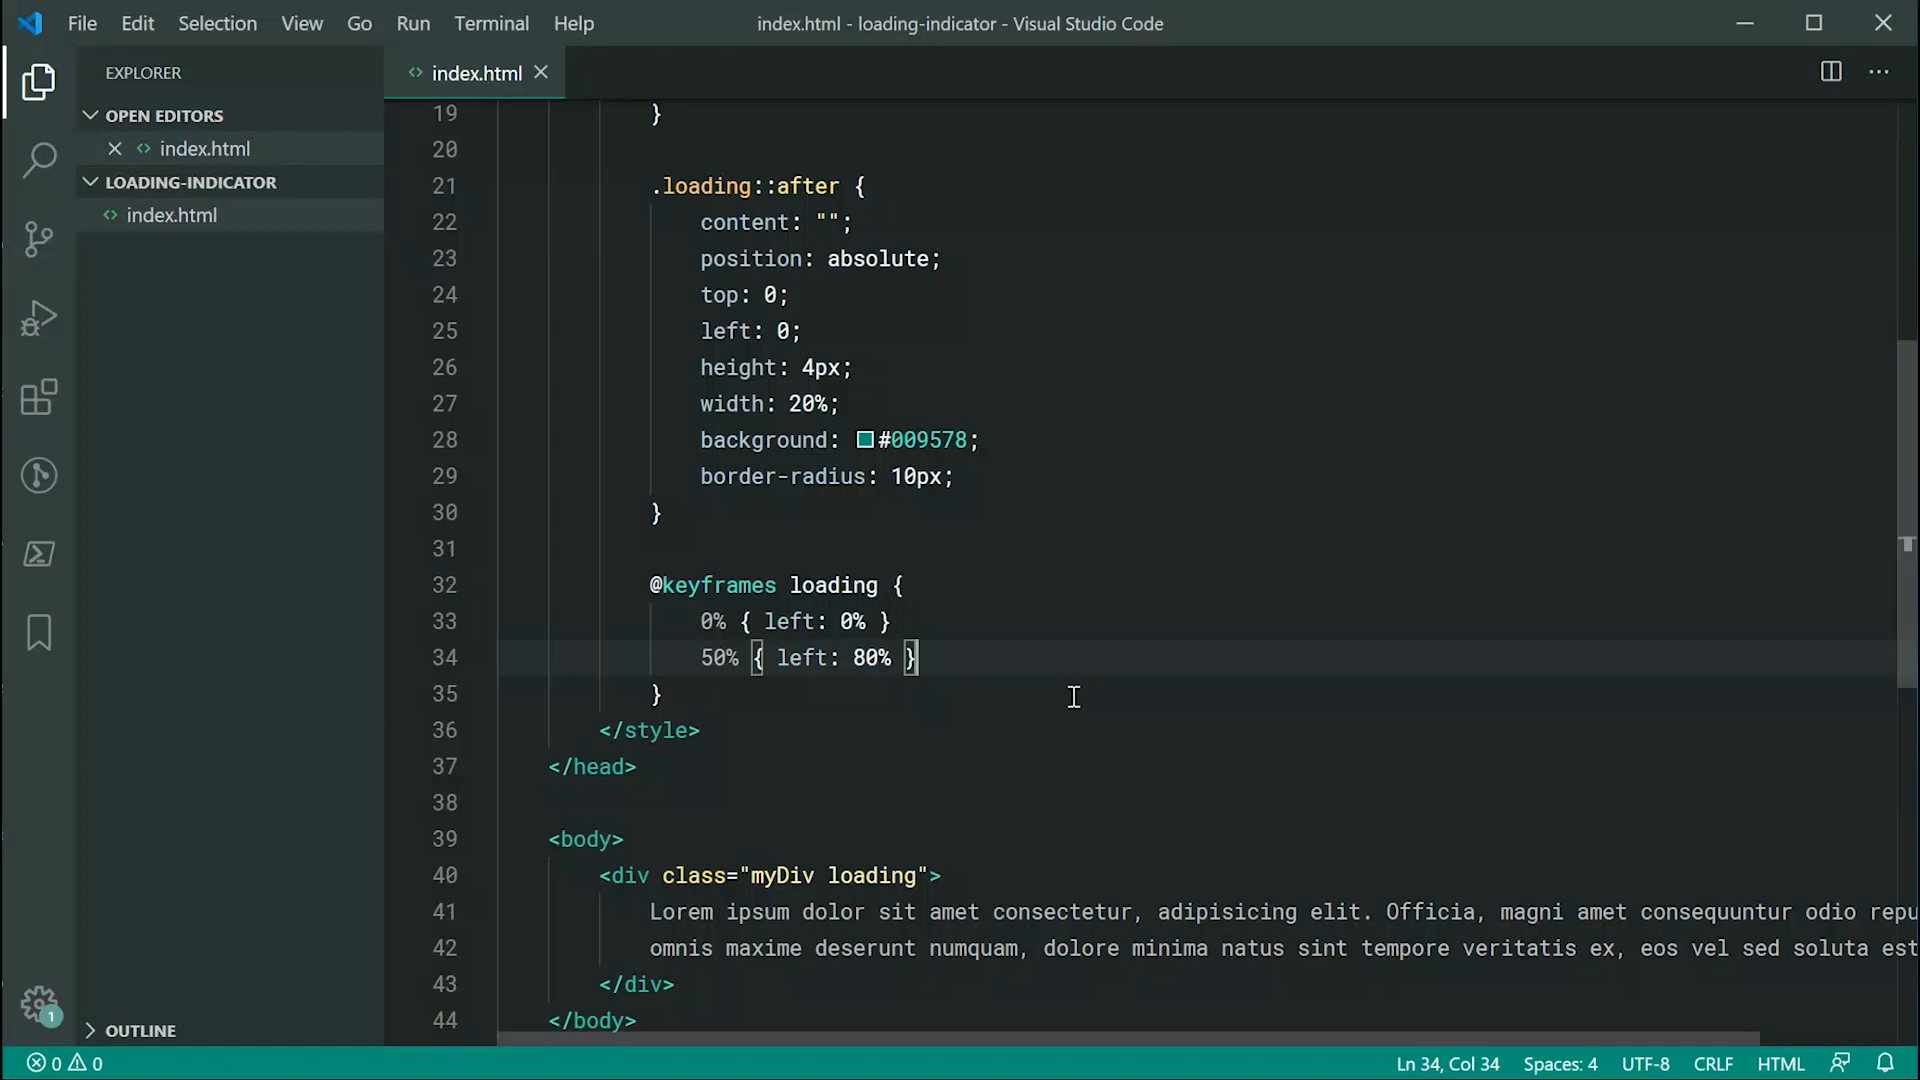 File Edit Selection View Go Run Terminal Help
index.html - loading-indicator - Visual Studio Code
EXPLORER
OPEN EDITORS
index.html
LOADING-INDICATOR
index.html
OUTLINE
index.html
19 }
20
21 .loading::after {
22 content: "";
23 position: absolute;
24 top: 0;
25 left: 0;
26 height: 4px;
27 width: 20%;
28 background: #009578;
29 border-radius: 10px;
30 }
31
32 @keyframes loading {
33 0% { left: 0% }
34 50% { left: 80% }
35 }
36 </style>
37 </head>
38
39 <body>
40 <div class="myDiv loading">
41 Lorem ipsum dolor sit amet consectetur, adipisicing elit. Officia, magni amet consequuntur odio repu
42 omnis maxime deserunt numquam, dolore minima natus sint tempore veritatis ex, eos vel sed soluta est
43 </div>
44 </body>
1
0 0
Ln 34, Col 34 Spaces: 4 UTF-8 CRLF HTML